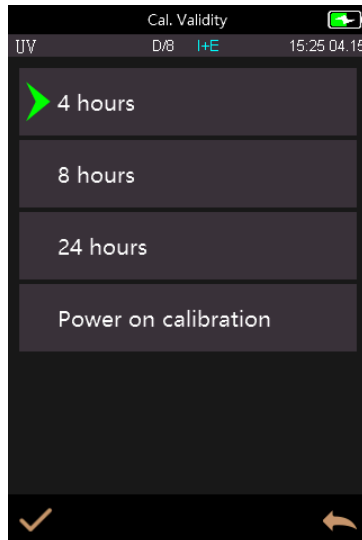 Cal. Validity
UV D/8 I+E 15:25 04.15
4 hours
8 hours
24 hours
Power on calibration